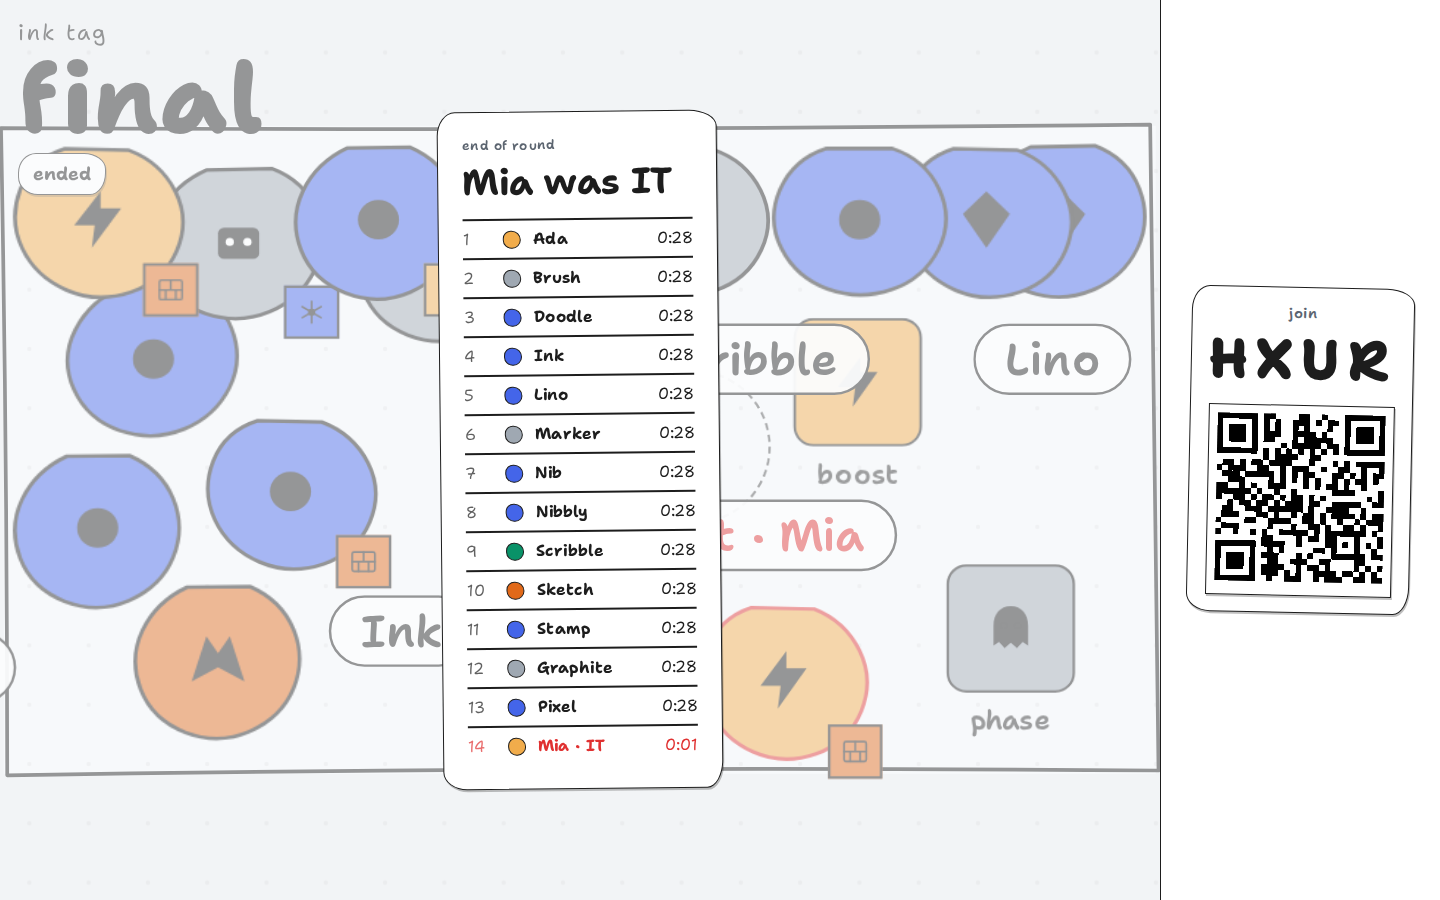 ink tag
final
ended
end of round
Mia was IT
1 Ada 0:28
2 Brush 0:28
3 Doodle 0:28
4 Ink 0:28
5 Lino 0:28
6 Marker 0:28
7 Nib 0:28
8 Nibbly 0:28
9 Scribble 0:28
10 Sketch 0:28
11 Stamp 0:28
12 Graphite 0:28
13 Pixel 0:28
14 Mia · IT 0:01
ribble
Lino
boost
t · Mia
Ink
phase
join
HXUR